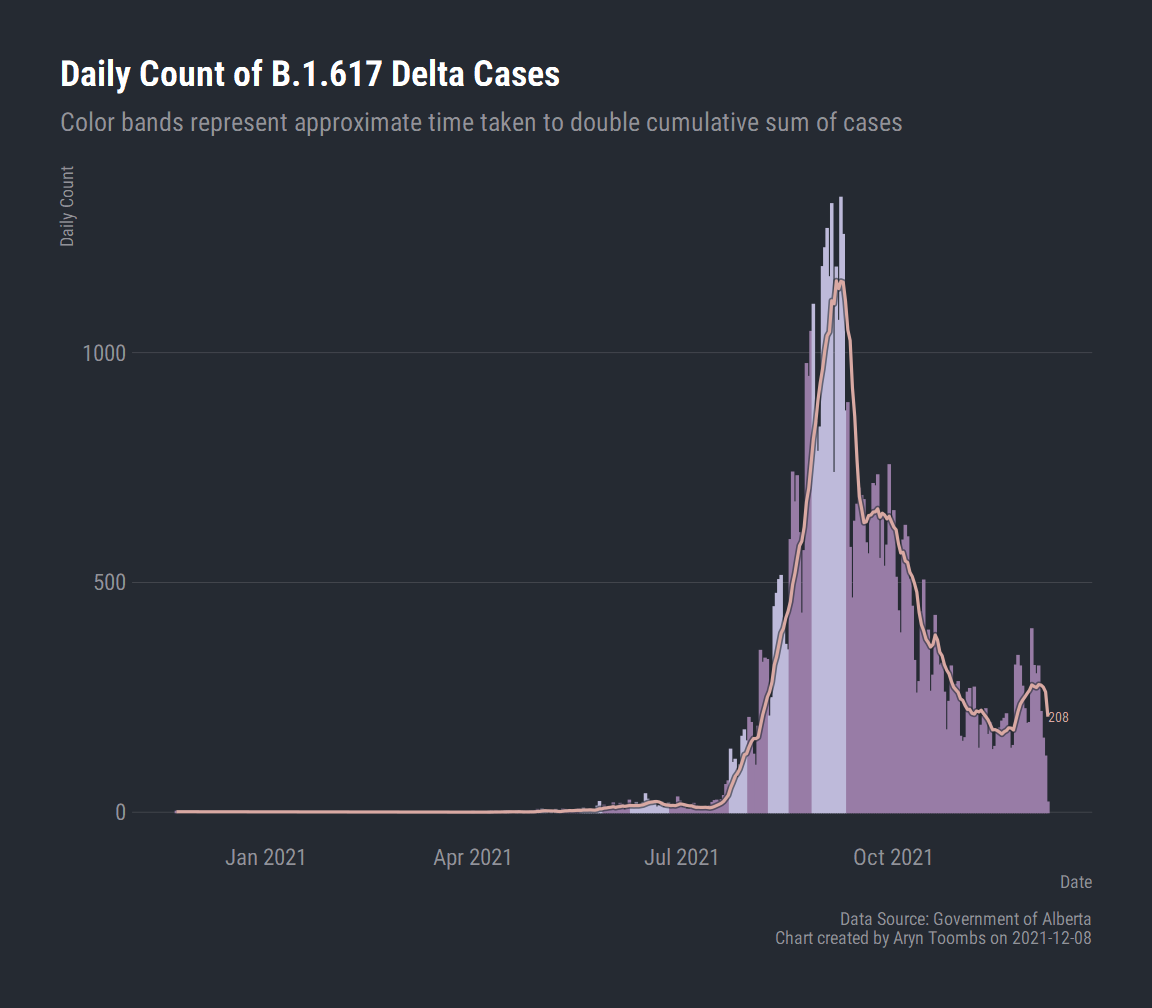 Daily Count of B.1.617 Delta Cases
Color bands represent approximate time taken to double cumulative sum of cases
Daily Count
1000
500
0
208
Jan 2021
Apr 2021
Jul 2021
Oct 2021
Date
Data Source: Government of Alberta
Chart created by Aryn Toombs on 2021-12-08